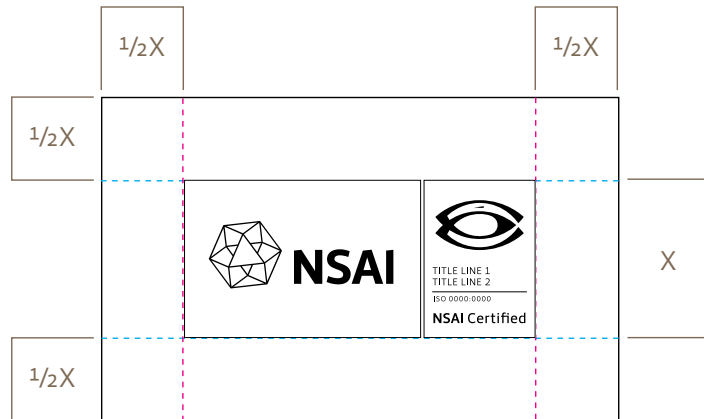 ½X
½X
½X
NSAI
TITLE LINE 1
TITLE LINE 2
ISO 0000:0000
NSAI Certified
X
½X